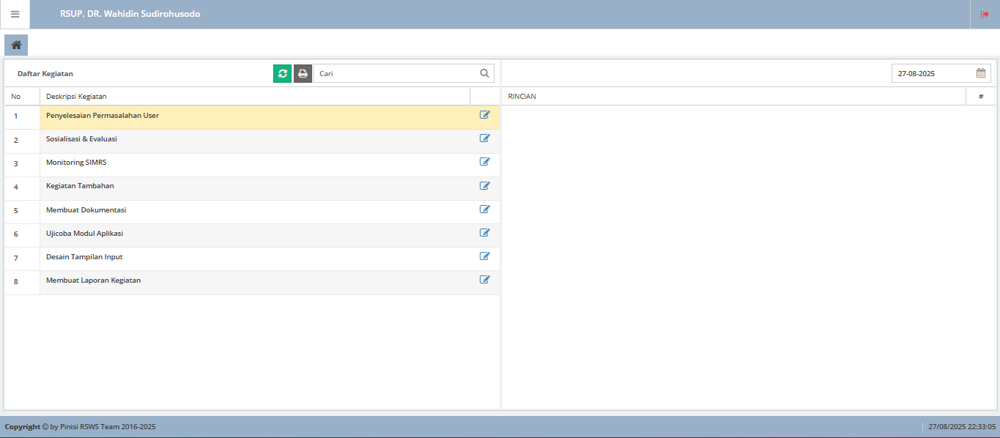 RSUP. DR. Wahidin Sudirohusodo
Daftar Kegiatan Cari 27-08-2025
No Deskripsi Kegiatan RINCIAN #
1 Penyelesaian Permasalahan User
2 Sosialisasi & Evaluasi
3 Monitoring SIMRS
4 Kegiatan Tambahan
5 Membuat Dokumentasi
6 Ujicoba Modul Aplikasi
7 Desain Tampilan Input
8 Membuat Laporan Kegiatan
Copyright © by Pinisi RSWS Team 2016-2025 27/08/2025 22:33:05